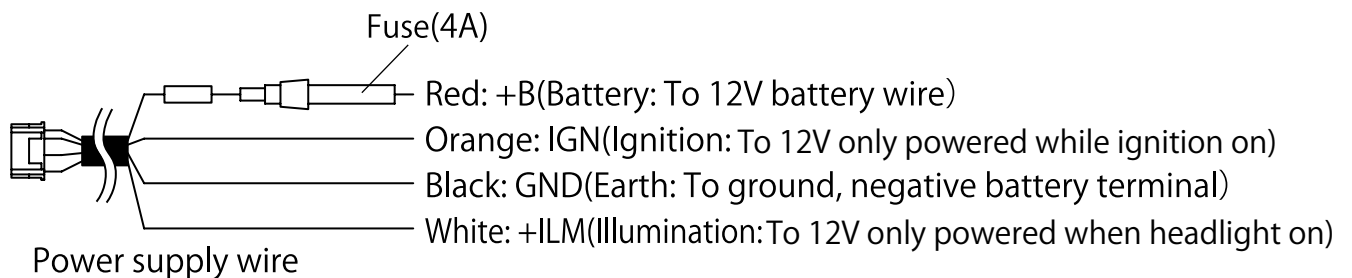 Fuse(4A)
Red: +B(Battery: To 12V battery wire）
Orange: IGN(Ignition: To 12V only powered while ignition on)
Black: GND(Earth: To ground, negative battery terminal）
White: +ILM(Illumination:To 12V only powered when headlight on)
Power supply wire